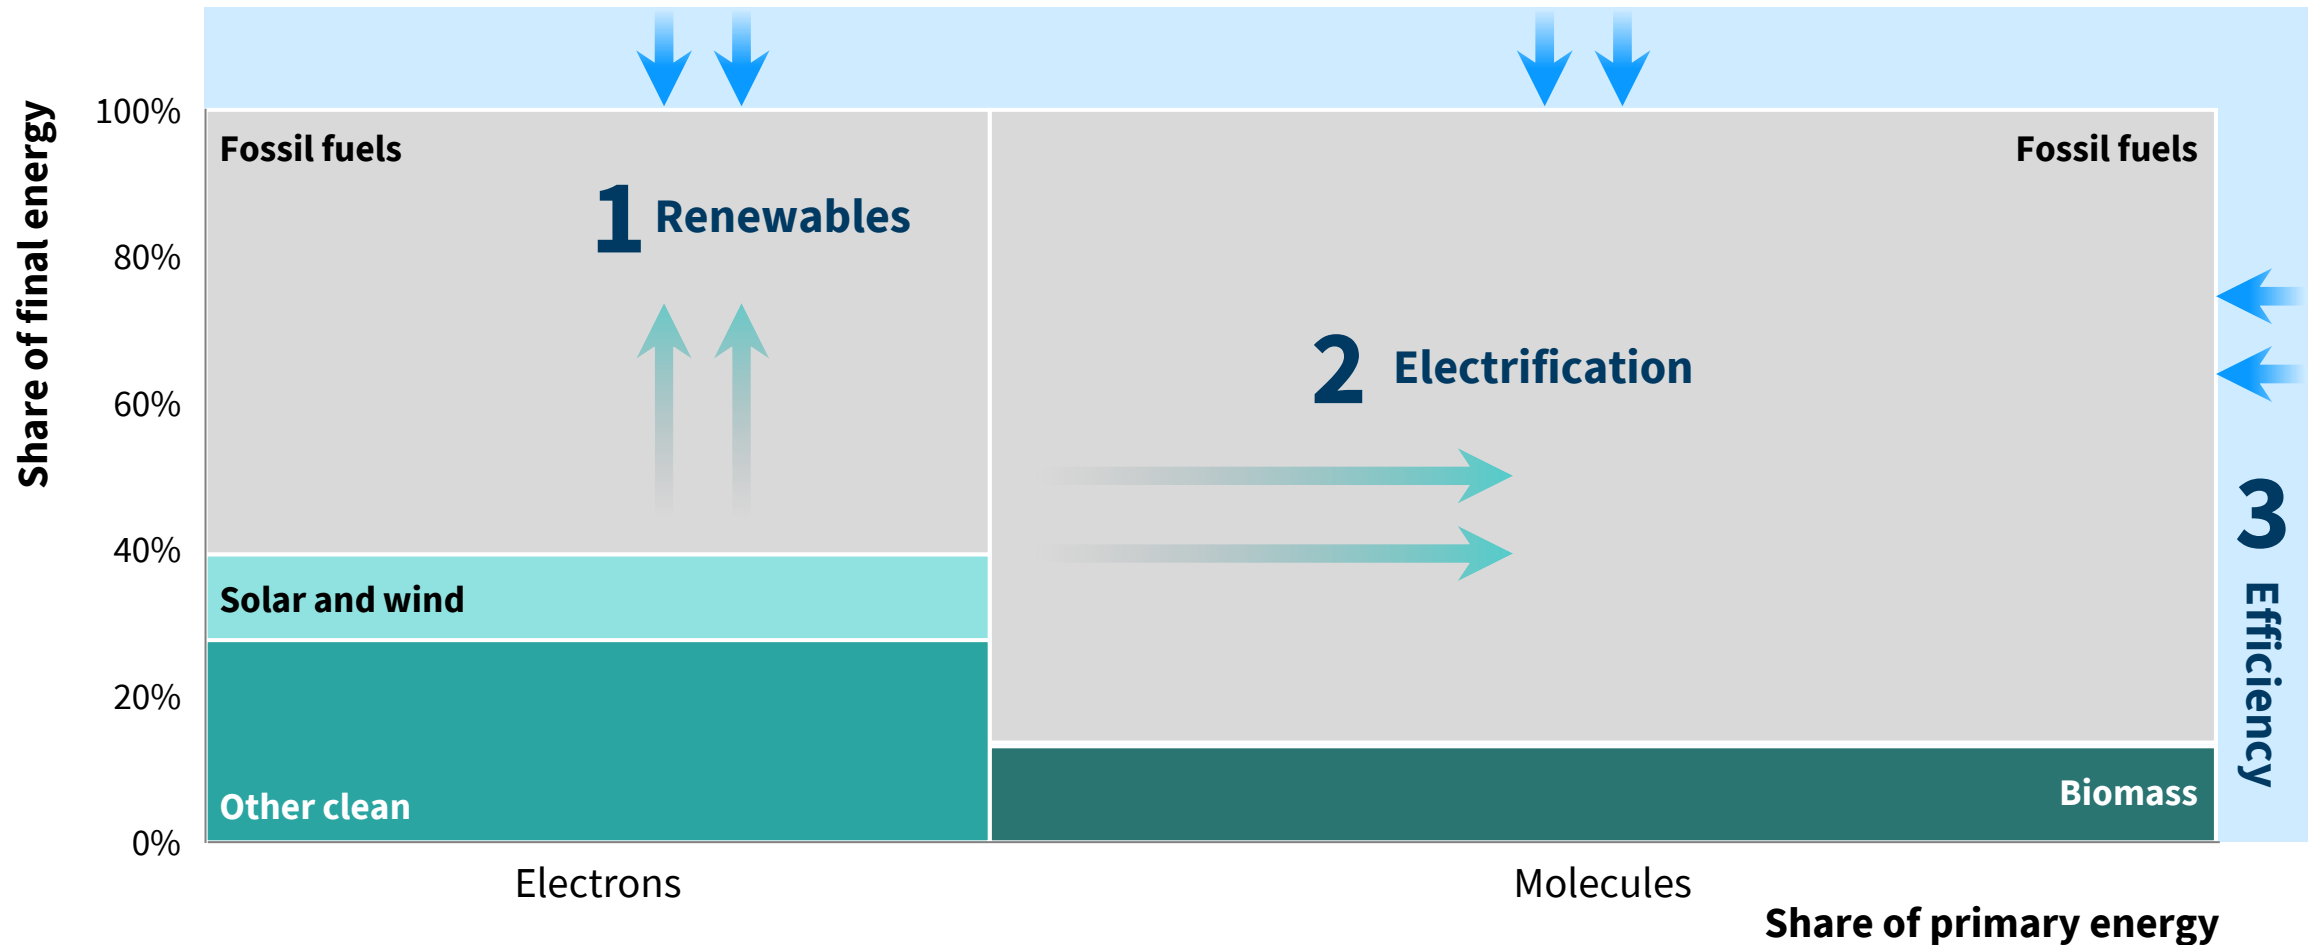 Share of final energy
100%
80%
60%
40%
20%
0%
Fossil fuels
1 Renewables
Solar and wind
Other clean
Fossil fuels
2 Electrification
Biomass
3 Efficiency
Electrons
Molecules
Share of primary energy